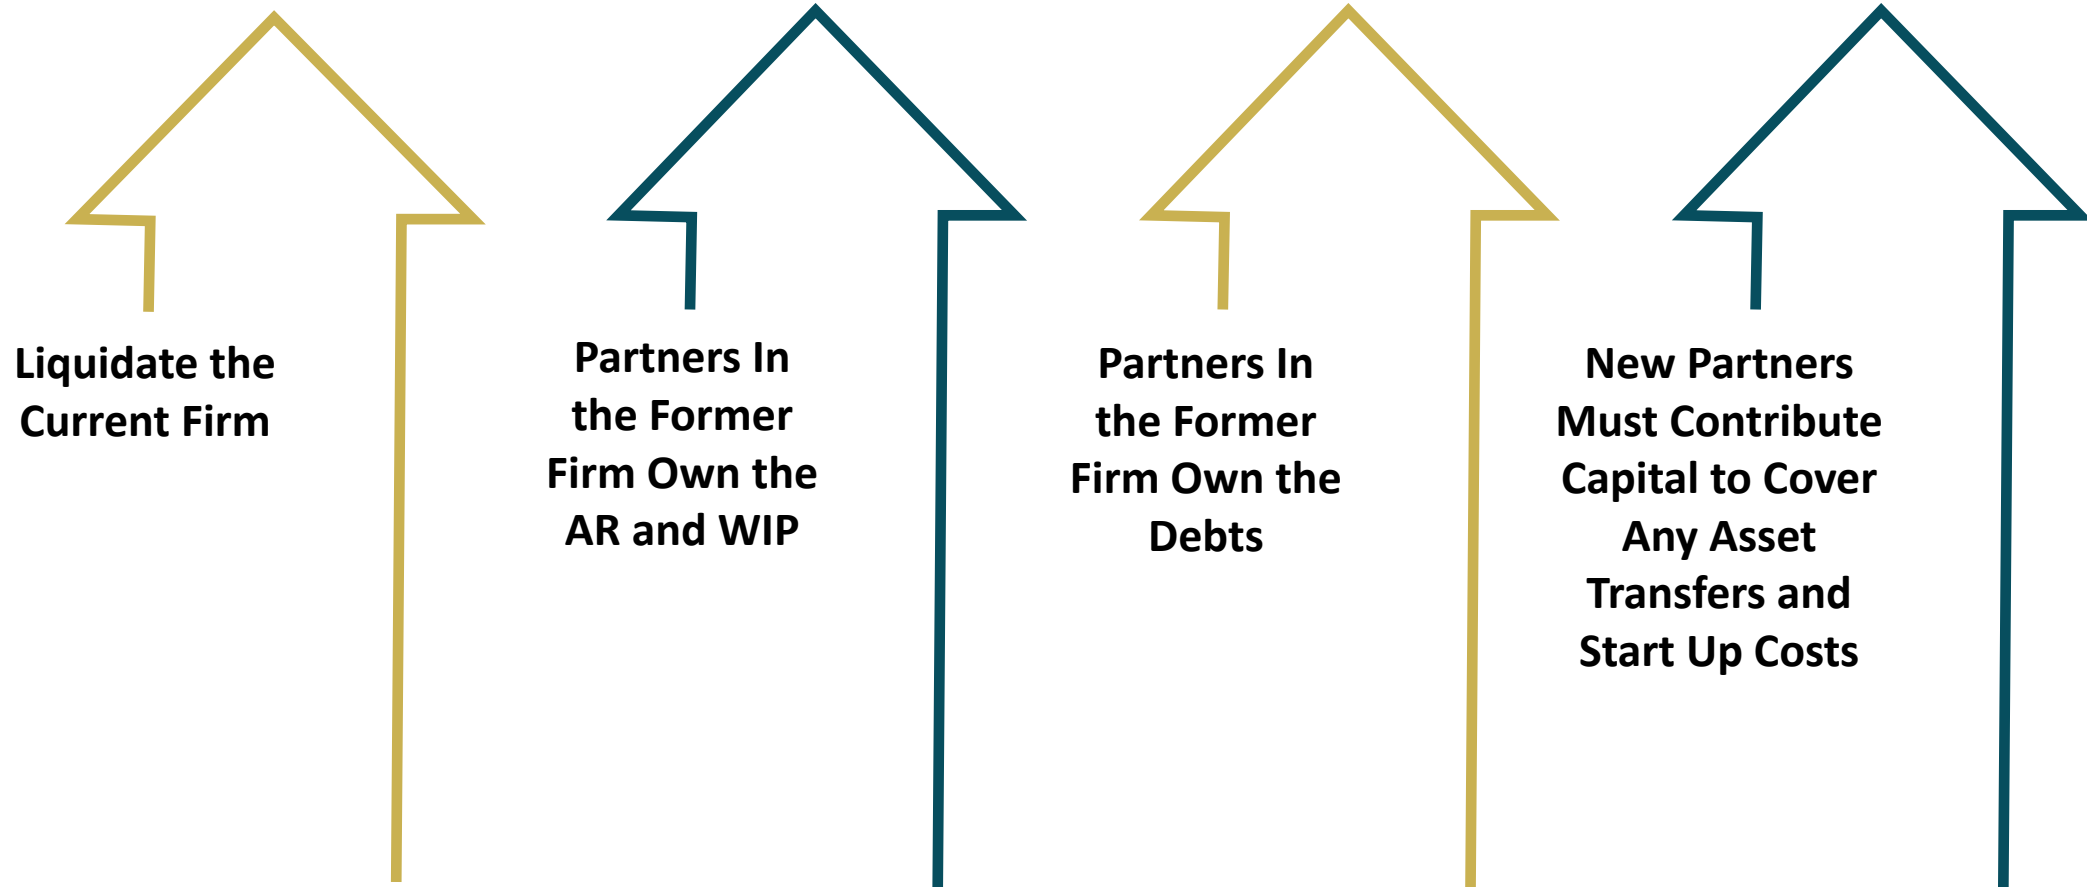 Liquidate the
Current Firm
Partners In
the Former
Firm Own the
AR and WIP
Partners In
the Former
Firm Own the
Debts
New Partners
Must Contribute
Capital to Cover
Any Asset
Transfers and
Start Up Costs